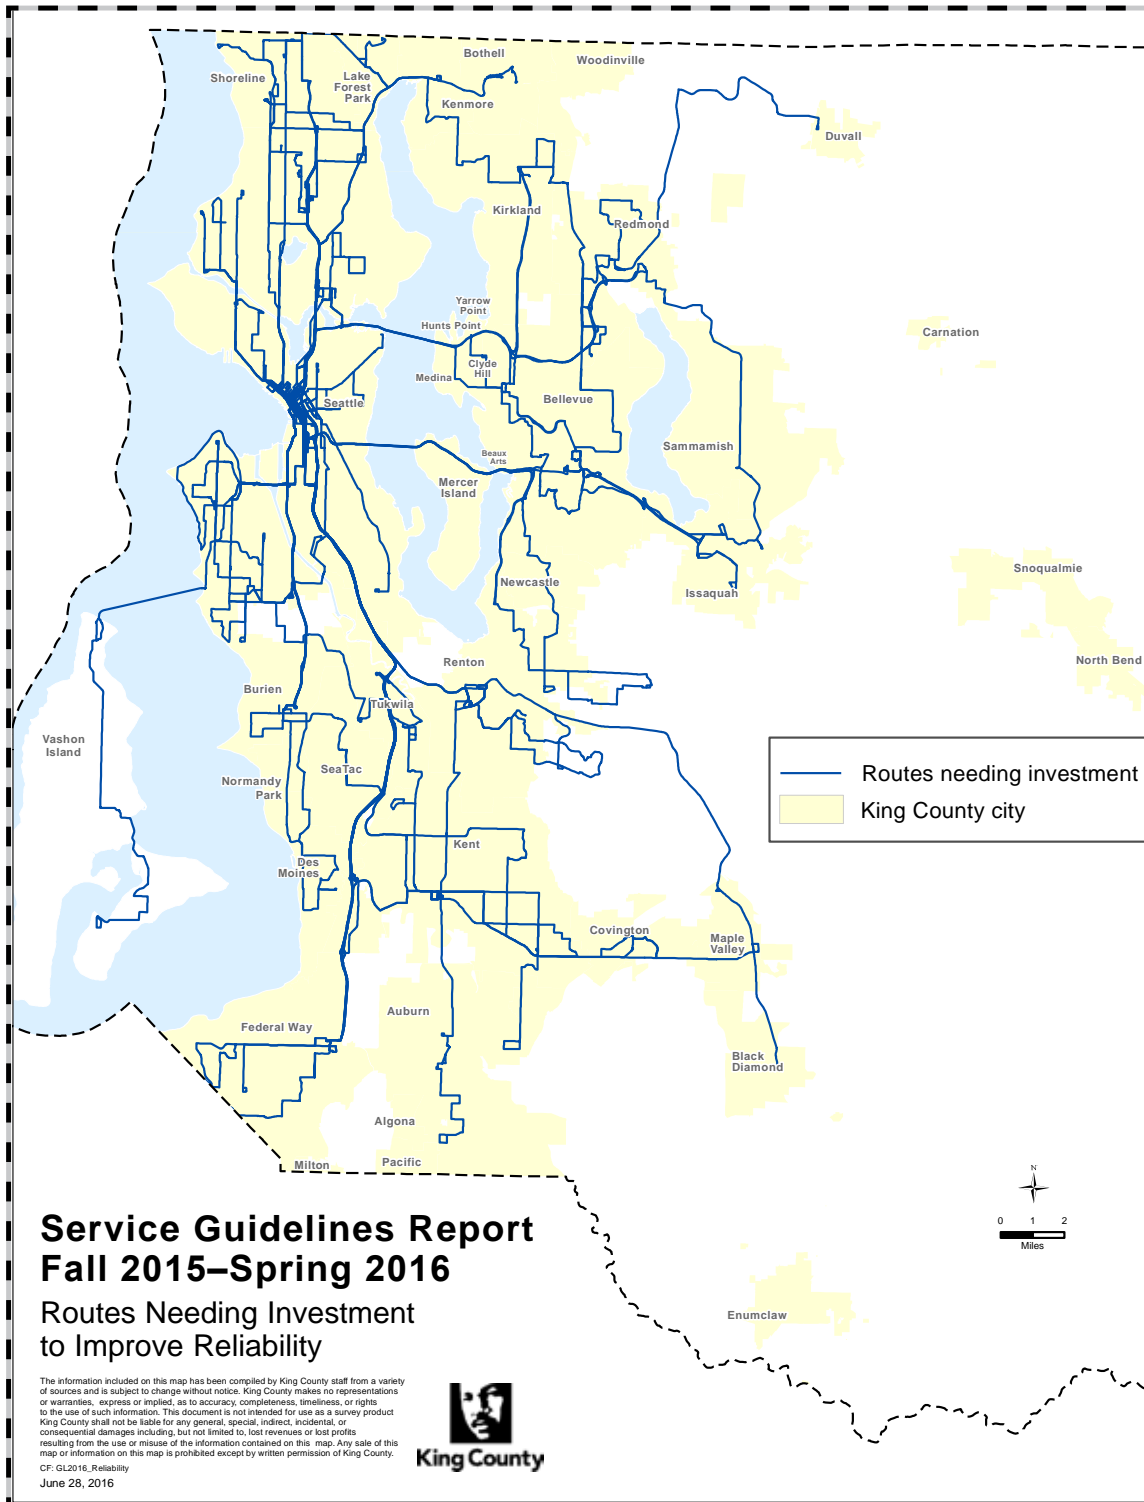 Bothell
Woodinville
Shoreline
Lake
Forest
Park
Kenmore
Duvall
Kirkland
Redmond
Yarrow
Point
Hunts Point
Carnation
Clyde
Hill
Medina
Seattle
Bellevue
Beaux
Arts
Sammamish
Mercer
Island
Newcastle
Issaquah
Snoqualmie
Renton
North Bend
Burien
Tukwila
Vashon
Island
SeaTac
Normandy
Park
Routes needing investment
King County city
Kent
Des
Moines
Covington
Maple
Valley
Auburn
Federal Way
Black
Diamond
Algona
Pacific
Milton
N
0 1 2
Miles
Enumclaw
Service Guidelines Report
Fall 2015–Spring 2016
Routes Needing Investment
to Improve Reliability
The information included on this map has been compiled by King County staff from a variety
of sources and is subject to change without notice. King County makes no representations
or warranties, express or implied, as to accuracy, completeness, timeliness, or rights
to the use of such information. This document is not intended for use as a survey product
King County shall not be liable for any general, special, indirect, incidental, or
consequential damages including, but not limited to, lost revenues or lost profits
resulting from the use or misuse of the information contained on this map. Any sale of this
map or information on this map is prohibited except by written permission of King County.
CF: GL2016_Reliability
June 28, 2016
King County